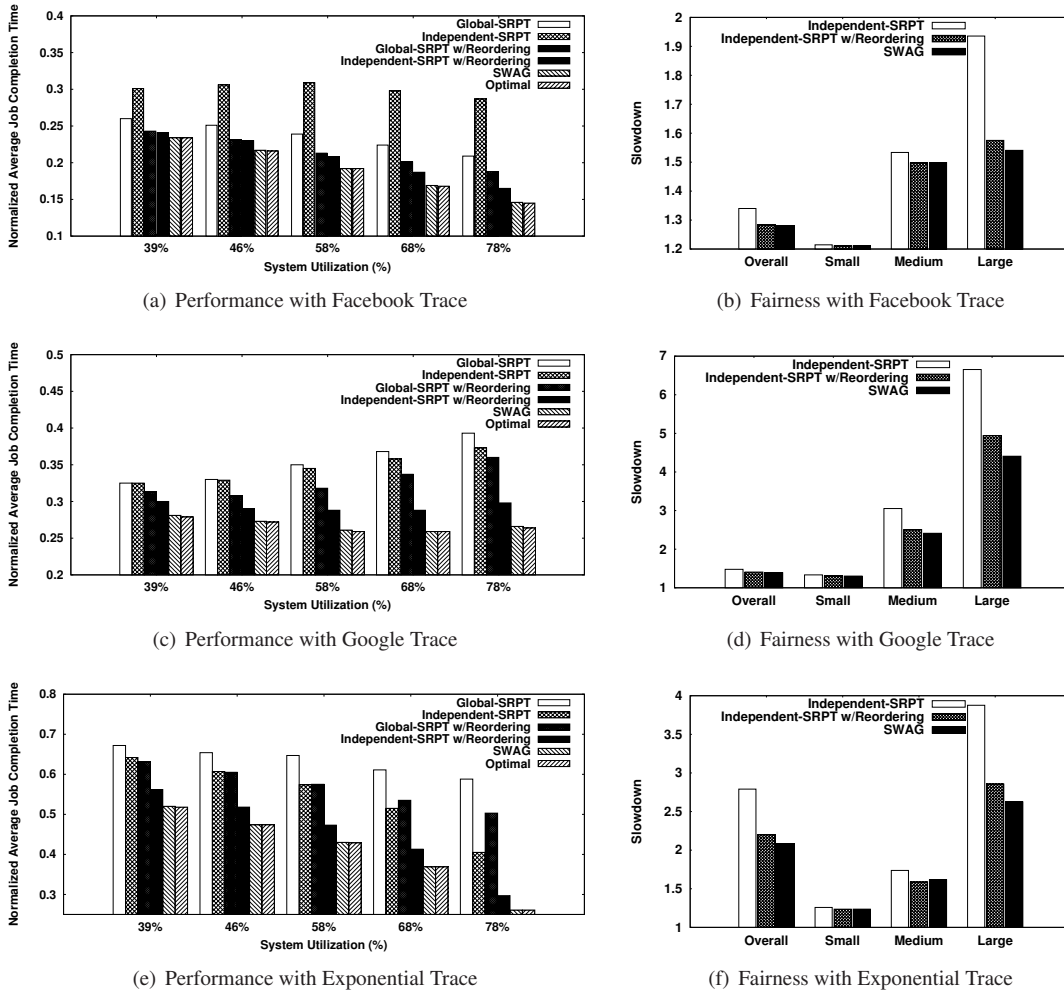 Normalized Average Job Completion Time
0.4
0.35
0.3
0.25
0.2
0.15
0.1
Global-SRPT
Independent-SRPT
Global-SRPT w/Reordering
Independent-SRPT w/Reordering
SWAG
Optimal
39% 46% 58% 68% 78%
System Utilization (%)
(a) Performance with Facebook Trace
Slowdown
2
1.9
1.8
1.7
1.6
1.5
1.4
1.3
1.2
Independent-SRPT
Independent-SRPT w/Reordering
SWAG
Overall Small Medium Large
(b) Fairness with Facebook Trace
Normalized Average Job Completion Time
0.5
0.45
0.4
0.35
0.3
0.25
0.2
Global-SRPT
Independent-SRPT
Global-SRPT w/Reordering
Independent-SRPT w/Reordering
SWAG
Optimal
39% 46% 58% 68% 78%
System Utilization (%)
(c) Performance with Google Trace
Slowdown
7
6
5
4
3
2
1
Independent-SRPT
Independent-SRPT w/Reordering
SWAG
Overall Small Medium Large
(d) Fairness with Google Trace
Normalized Average Job Completion Time
0.8
0.7
0.6
0.5
0.4
0.3
Global-SRPT
Independent-SRPT
Global-SRPT w/Reordering
Independent-SRPT w/Reordering
SWAG
Optimal
39% 46% 58% 68% 78%
System Utilization (%)
(e) Performance with Exponential Trace
Slowdown
4
3.5
3
2.5
2
1.5
1
Independent-SRPT
Independent-SRPT w/Reordering
SWAG
Overall Small Medium Large
(f) Fairness with Exponential Trace